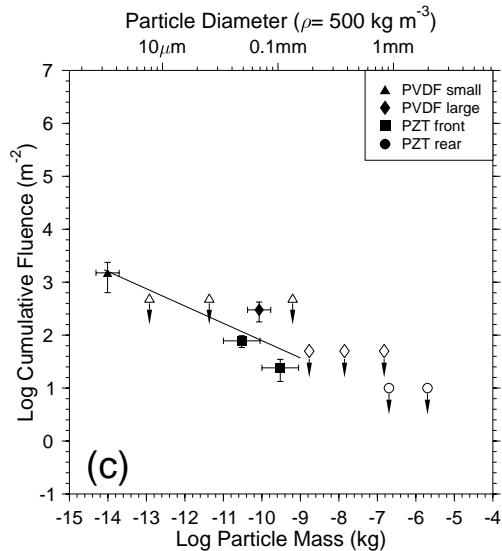 Particle Diameter (ρ= 500 kg m⁻³)
10μm 0.1mm 1mm
PVDF small
PVDF large
PZT front
PZT rear
7
6
5
4
3
2
1
0
-1
Log Cumulative Fluence (m⁻²)
(c)
-15 -14 -13 -12 -11 -10 -9 -8 -7 -6 -5 -4
Log Particle Mass (kg)